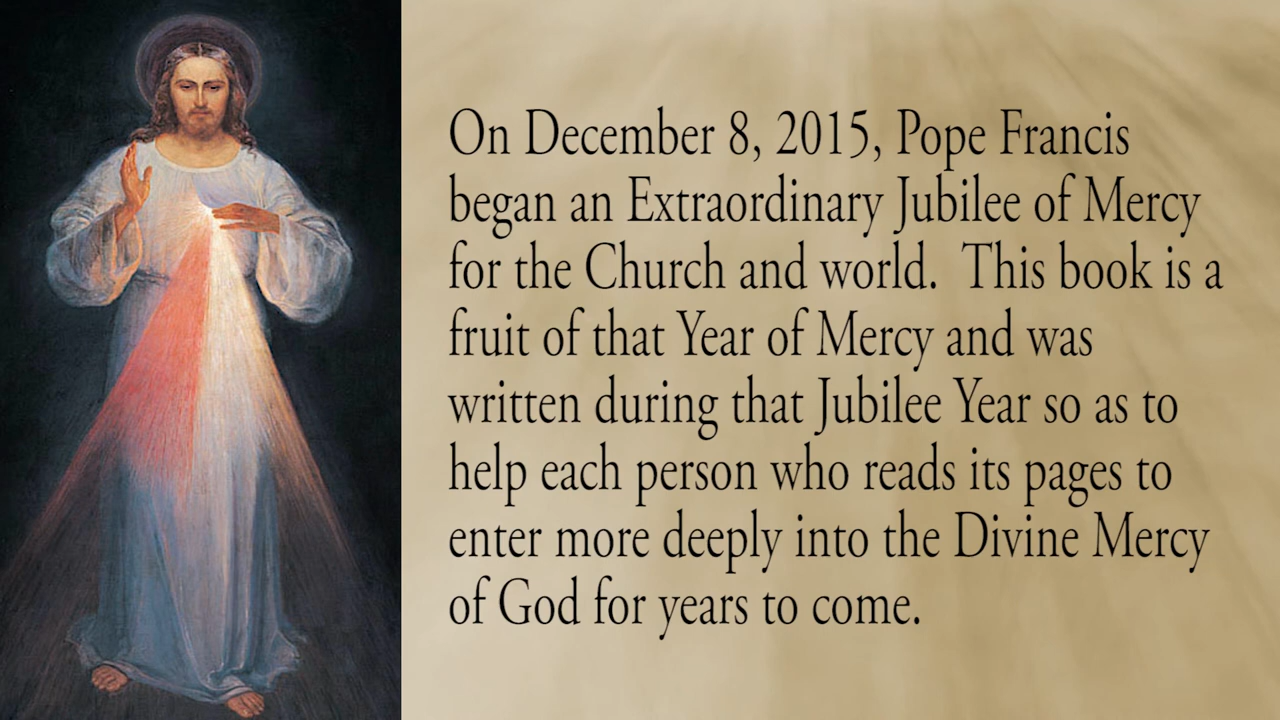 On December 8, 2015, Pope Francis
began an Extraordinary Jubilee of Mercy
for the Church and world.  This book is a
fruit of that Year of Mercy and was
written during that Jubilee Year so as to
help each person who reads its pages to
enter more deeply into the Divine Mercy
of God for years to come.